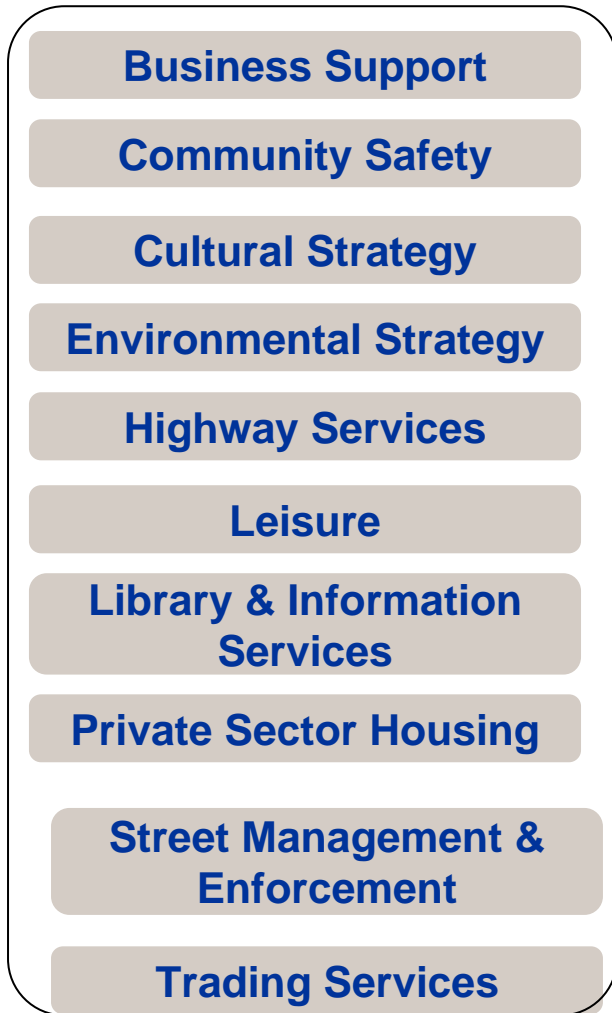 Business Support
Community Safety
Cultural Strategy
Environmental Strategy
Highway Services
Leisure
Library & Information
Services
Private Sector Housing
Street Management &
Enforcement
Trading Services